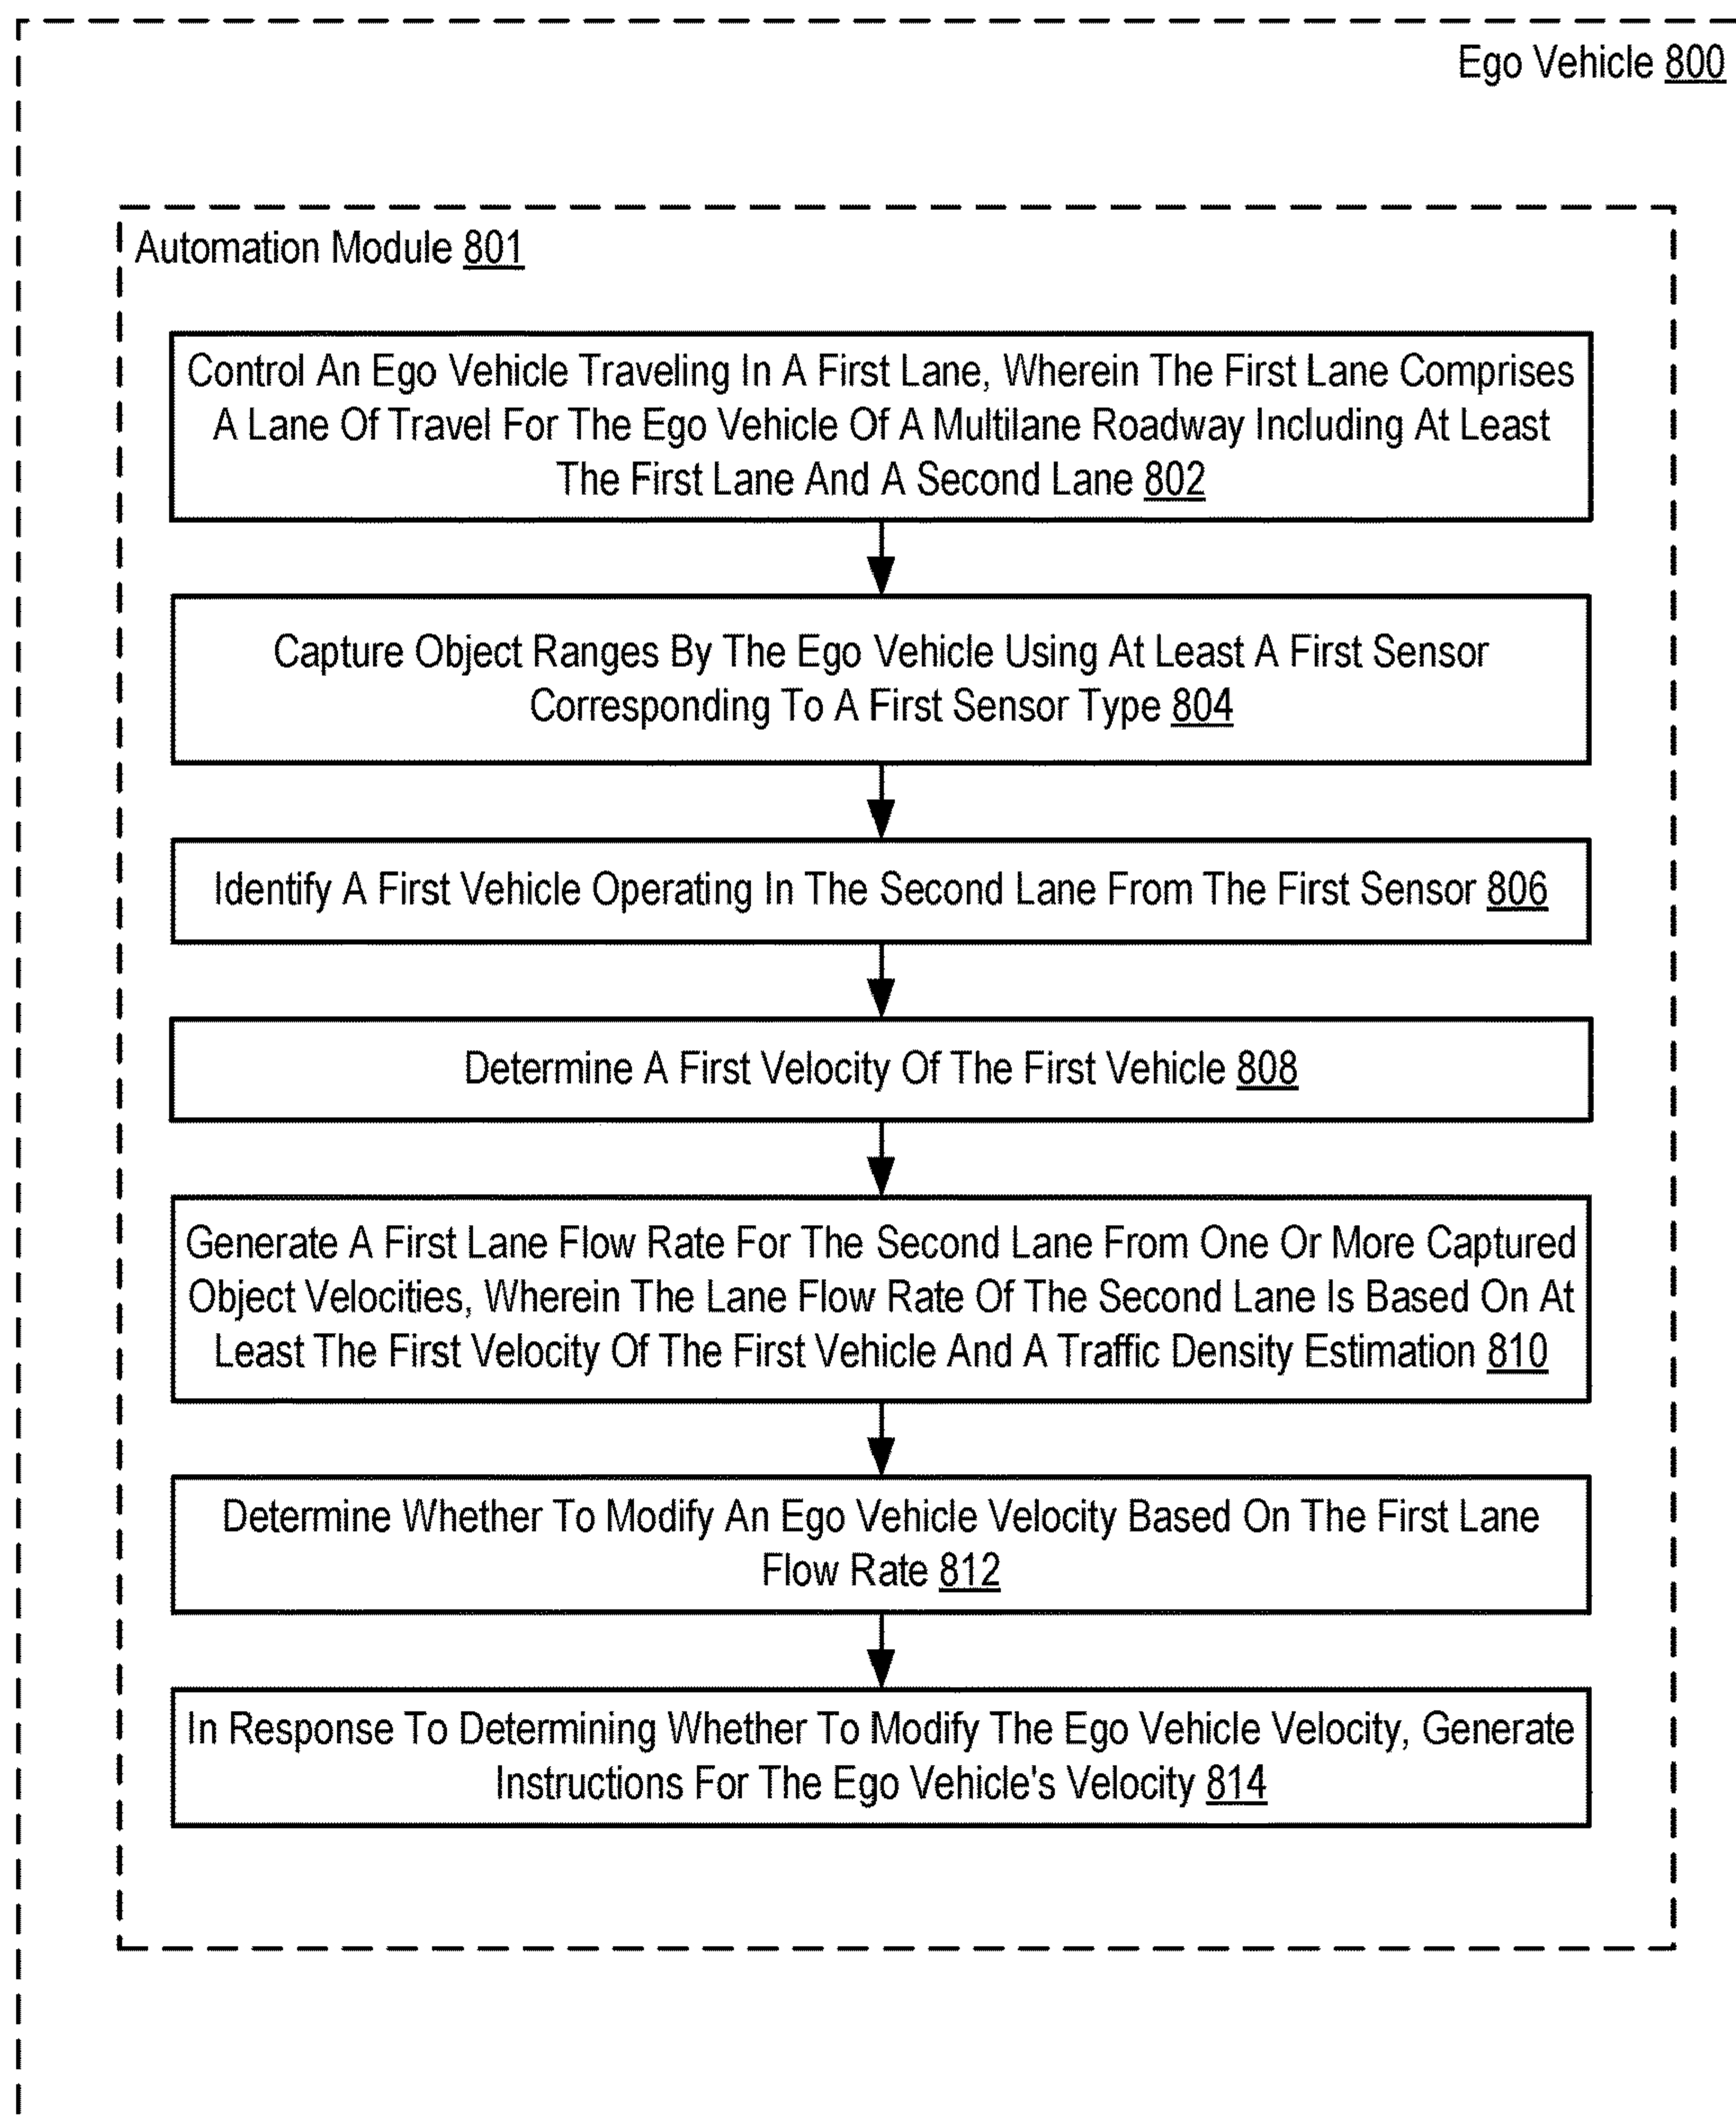 Ego Vehicle 800
Automation Module 801
Control An Ego Vehicle Traveling In A First Lane, Wherein The First Lane Comprises
A Lane Of Travel For The Ego Vehicle Of A Multilane Roadway Including At Least
The First Lane And A Second Lane 802
Capture Object Ranges By The Ego Vehicle Using At Least A First Sensor
Corresponding To A First Sensor Type 804
Identify A First Vehicle Operating In The Second Lane From The First Sensor 806
Determine A First Velocity Of The First Vehicle 808
Generate A First Lane Flow Rate For The Second Lane From One Or More Captured
Object Velocities, Wherein The Lane Flow Rate Of The Second Lane Is Based On At
Least The First Velocity Of The First Vehicle And A Traffic Density Estimation 810
Determine Whether To Modify An Ego Vehicle Velocity Based On The First Lane
Flow Rate 812
In Response To Determining Whether To Modify The Ego Vehicle Velocity, Generate
Instructions For The Ego Vehicle's Velocity 814